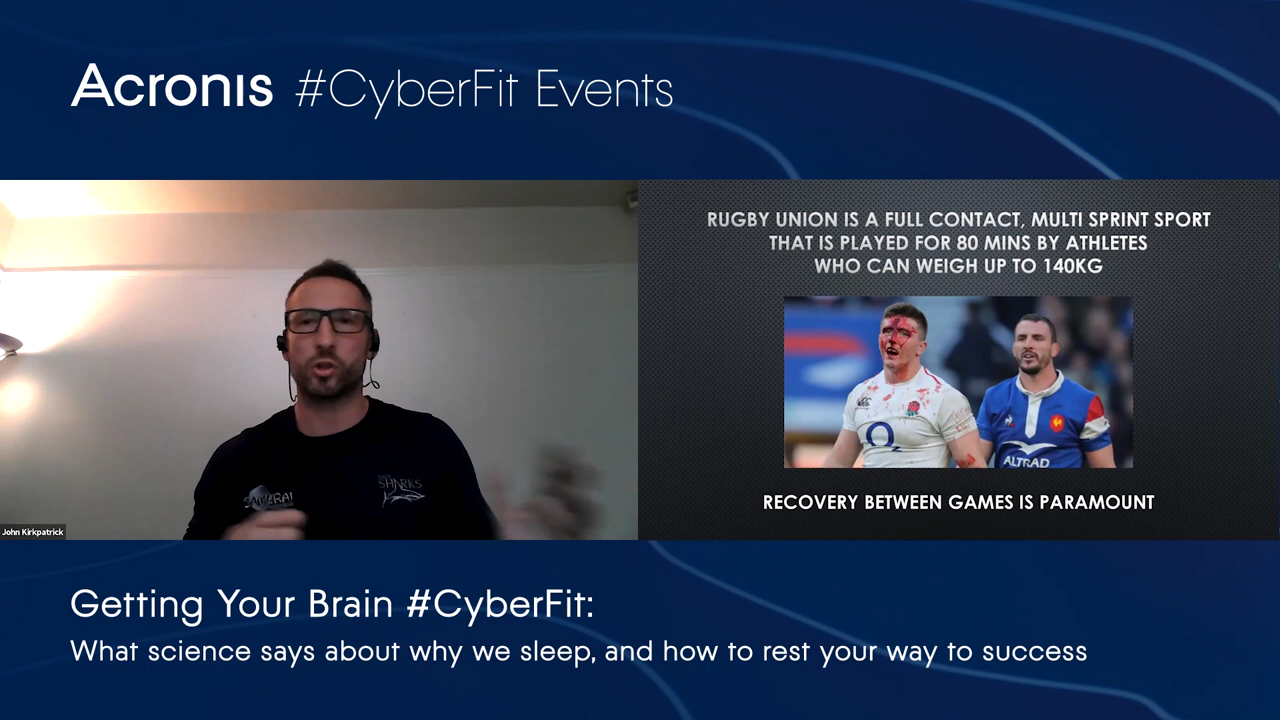 Acronis #CyberFit Events
RUGBY UNION IS A FULL CONTACT, MULTI SPRINT SPORT
THAT IS PLAYED FOR 80 MINS BY ATHLETES
WHO CAN WEIGH UP TO 140KG
ALTRAD
SAMURAI
SHARKS
RECOVERY BETWEEN GAMES IS PARAMOUNT
John Kirkpatrick
Getting Your Brain #CyberFit:
What science says about why we sleep, and how to rest your way to success